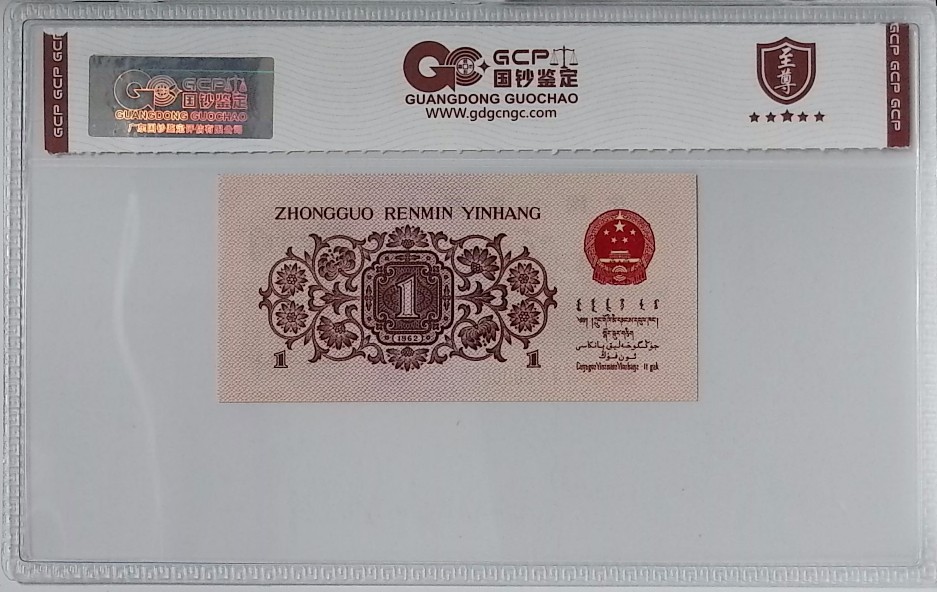 GCP GCP GCP
GCP
国钞鉴定
GUANGDONG GUOCHAO
广东国钞鉴定评估有限公司
GCP
国钞鉴定
GUANGDONG GUOCHAO
www.gdgcngc.com
至尊
GCP GCP GCP
ZHONGGUO RENMIN YINHANG
1
(1962)
1
1